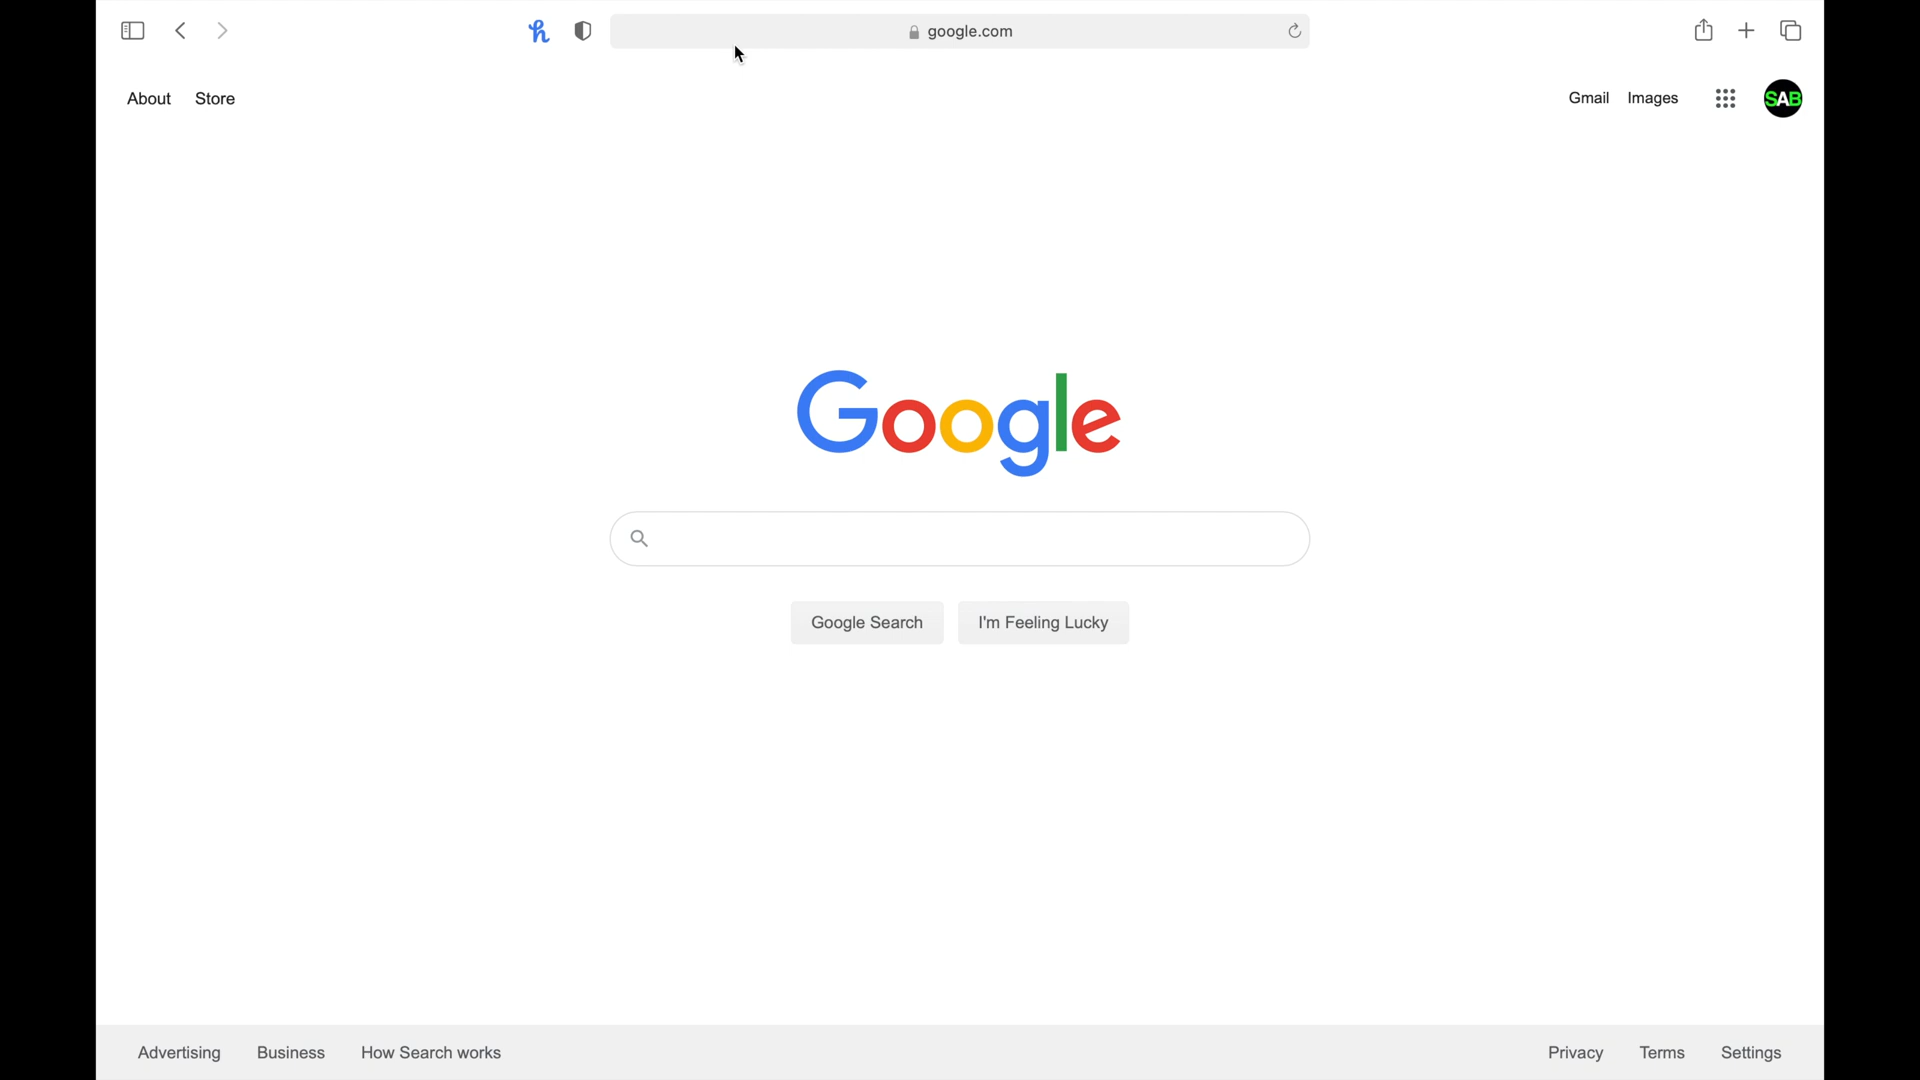 google.com
About Store
Gmail Images
SAB
Google
Google Search I'm Feeling Lucky
Advertising Business How Search works
Privacy Terms Settings